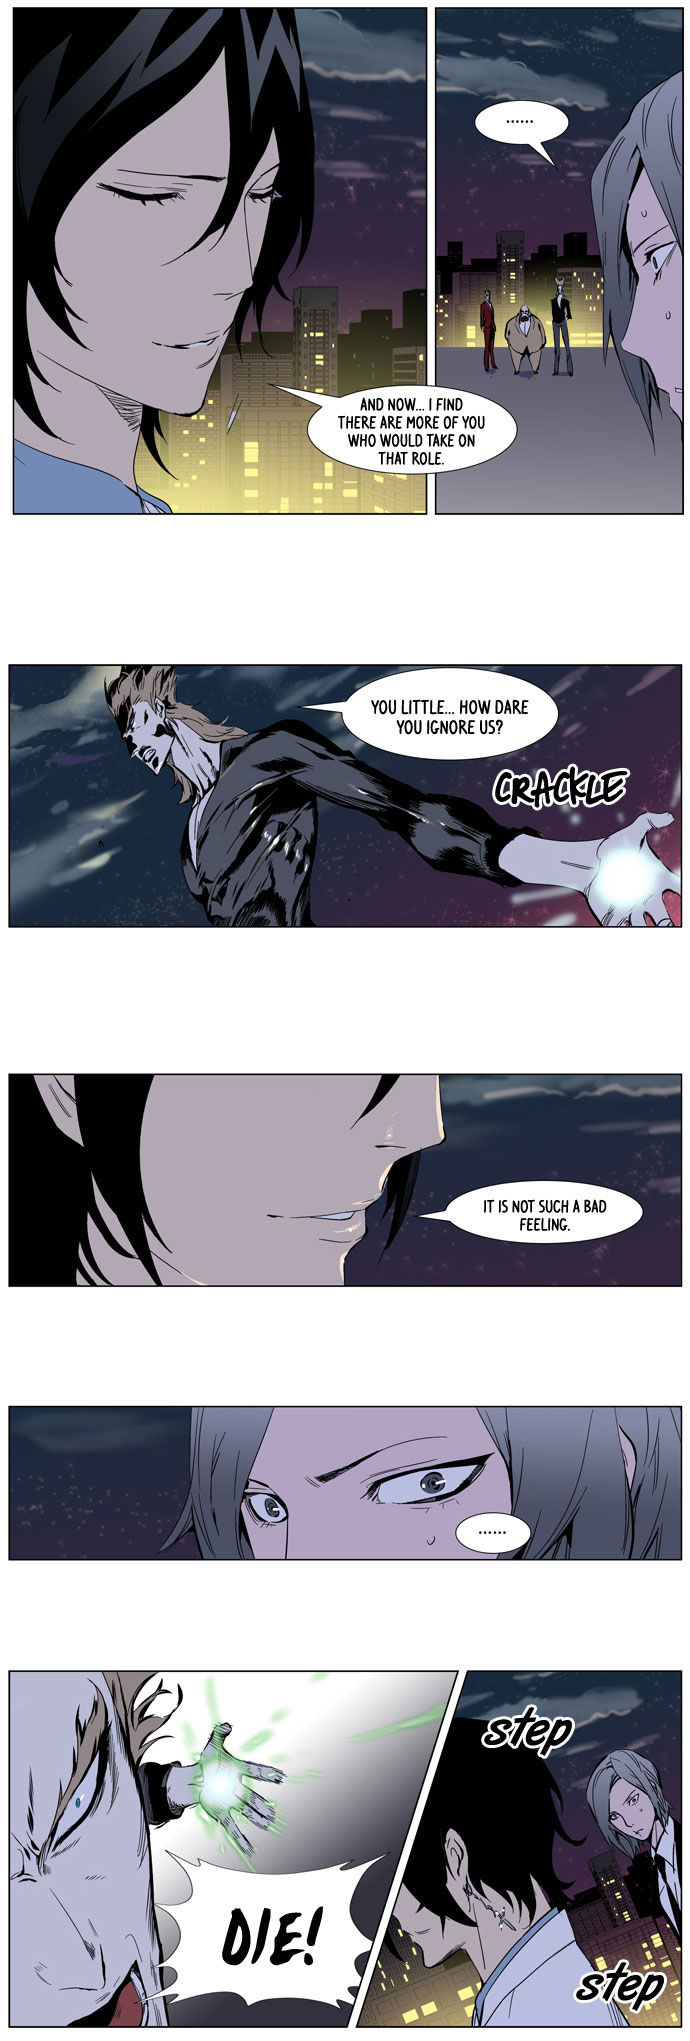 AND NOW... I FIND
THERE ARE MORE OF YOU
WHO WOULD TAKE ON
THAT ROLE.
......
YOU LITTLE... HOW DARE
YOU IGNORE US?
CRACKLE
IT IS NOT SUCH A BAD
FEELING.
......
DIE!
step
step